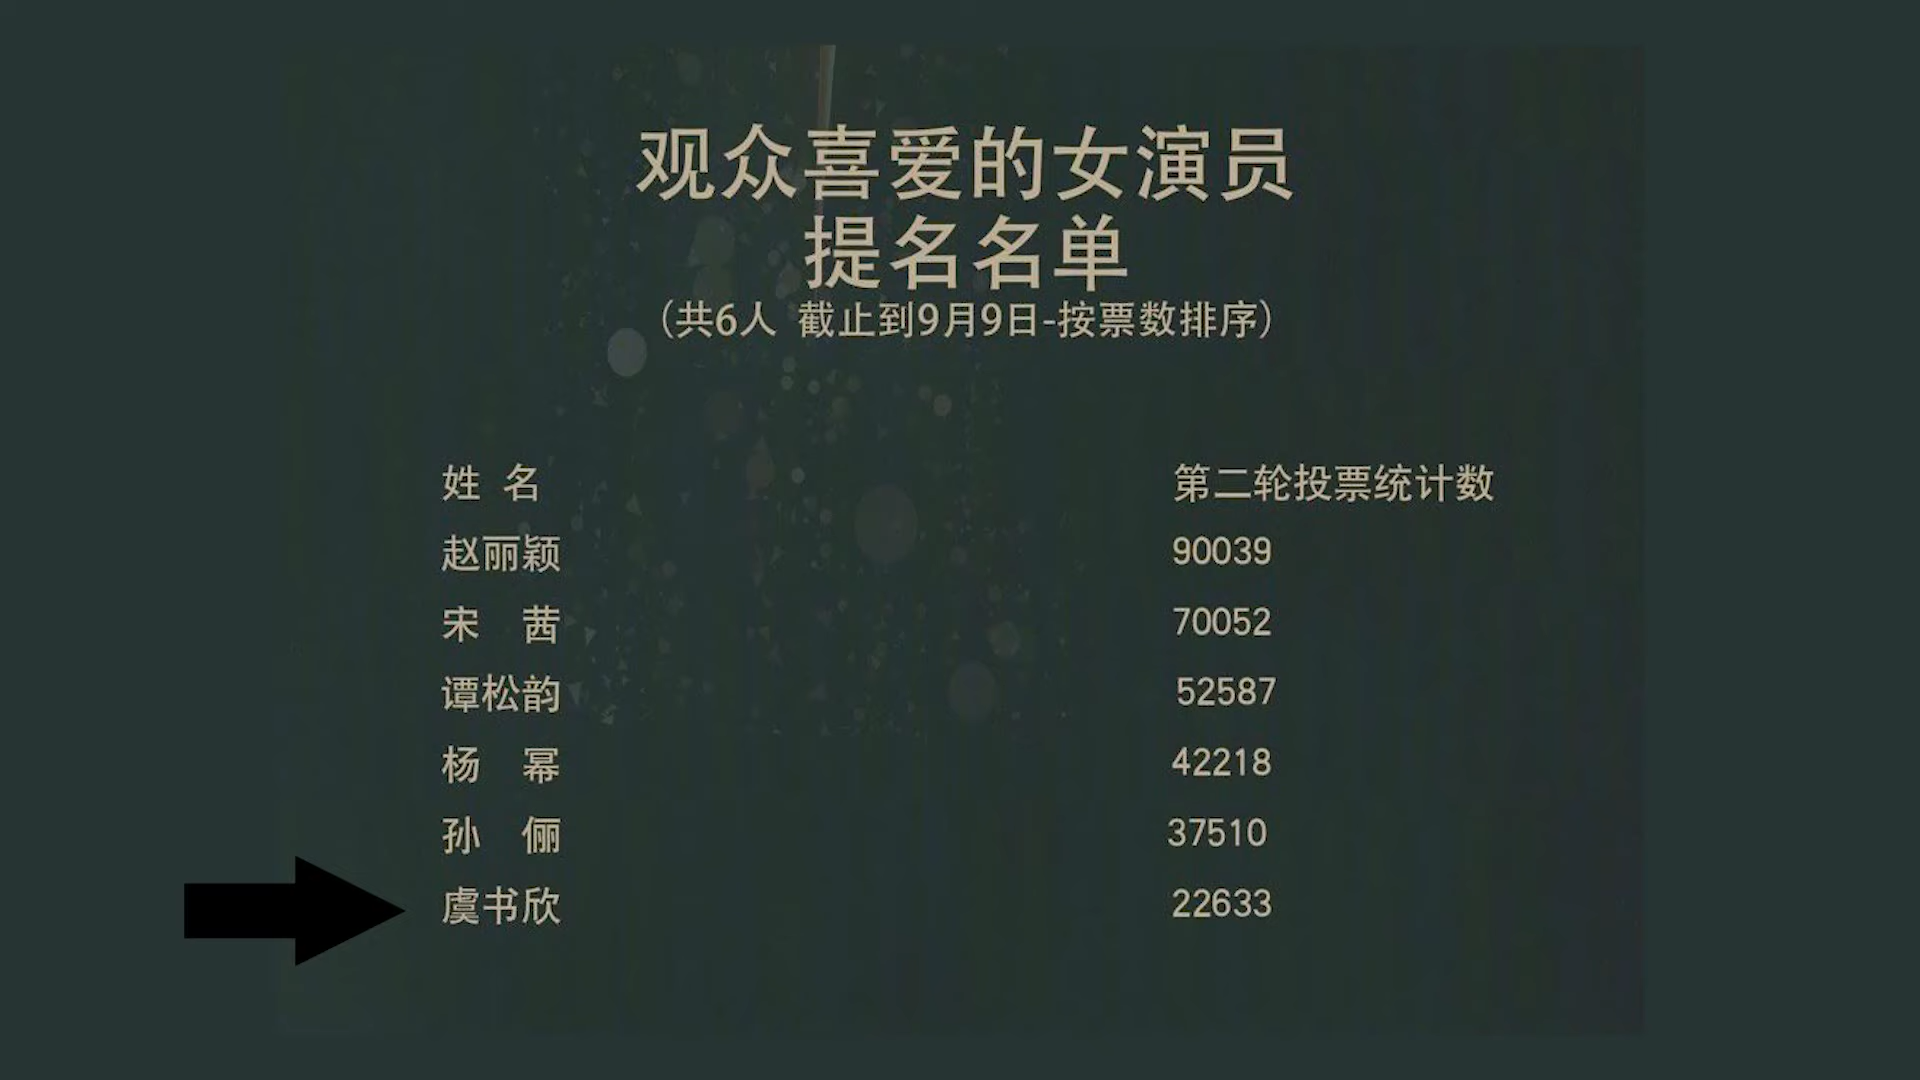 观众喜爱的女演员
提名名单
（共6人 截止到9月9日-按票数排序）
姓 名 第二轮投票统计数
赵丽颖 90039
宋 茜 70052
谭松韵 52587
杨 幂 42218
孙 俪 37510
虞书欣 22633